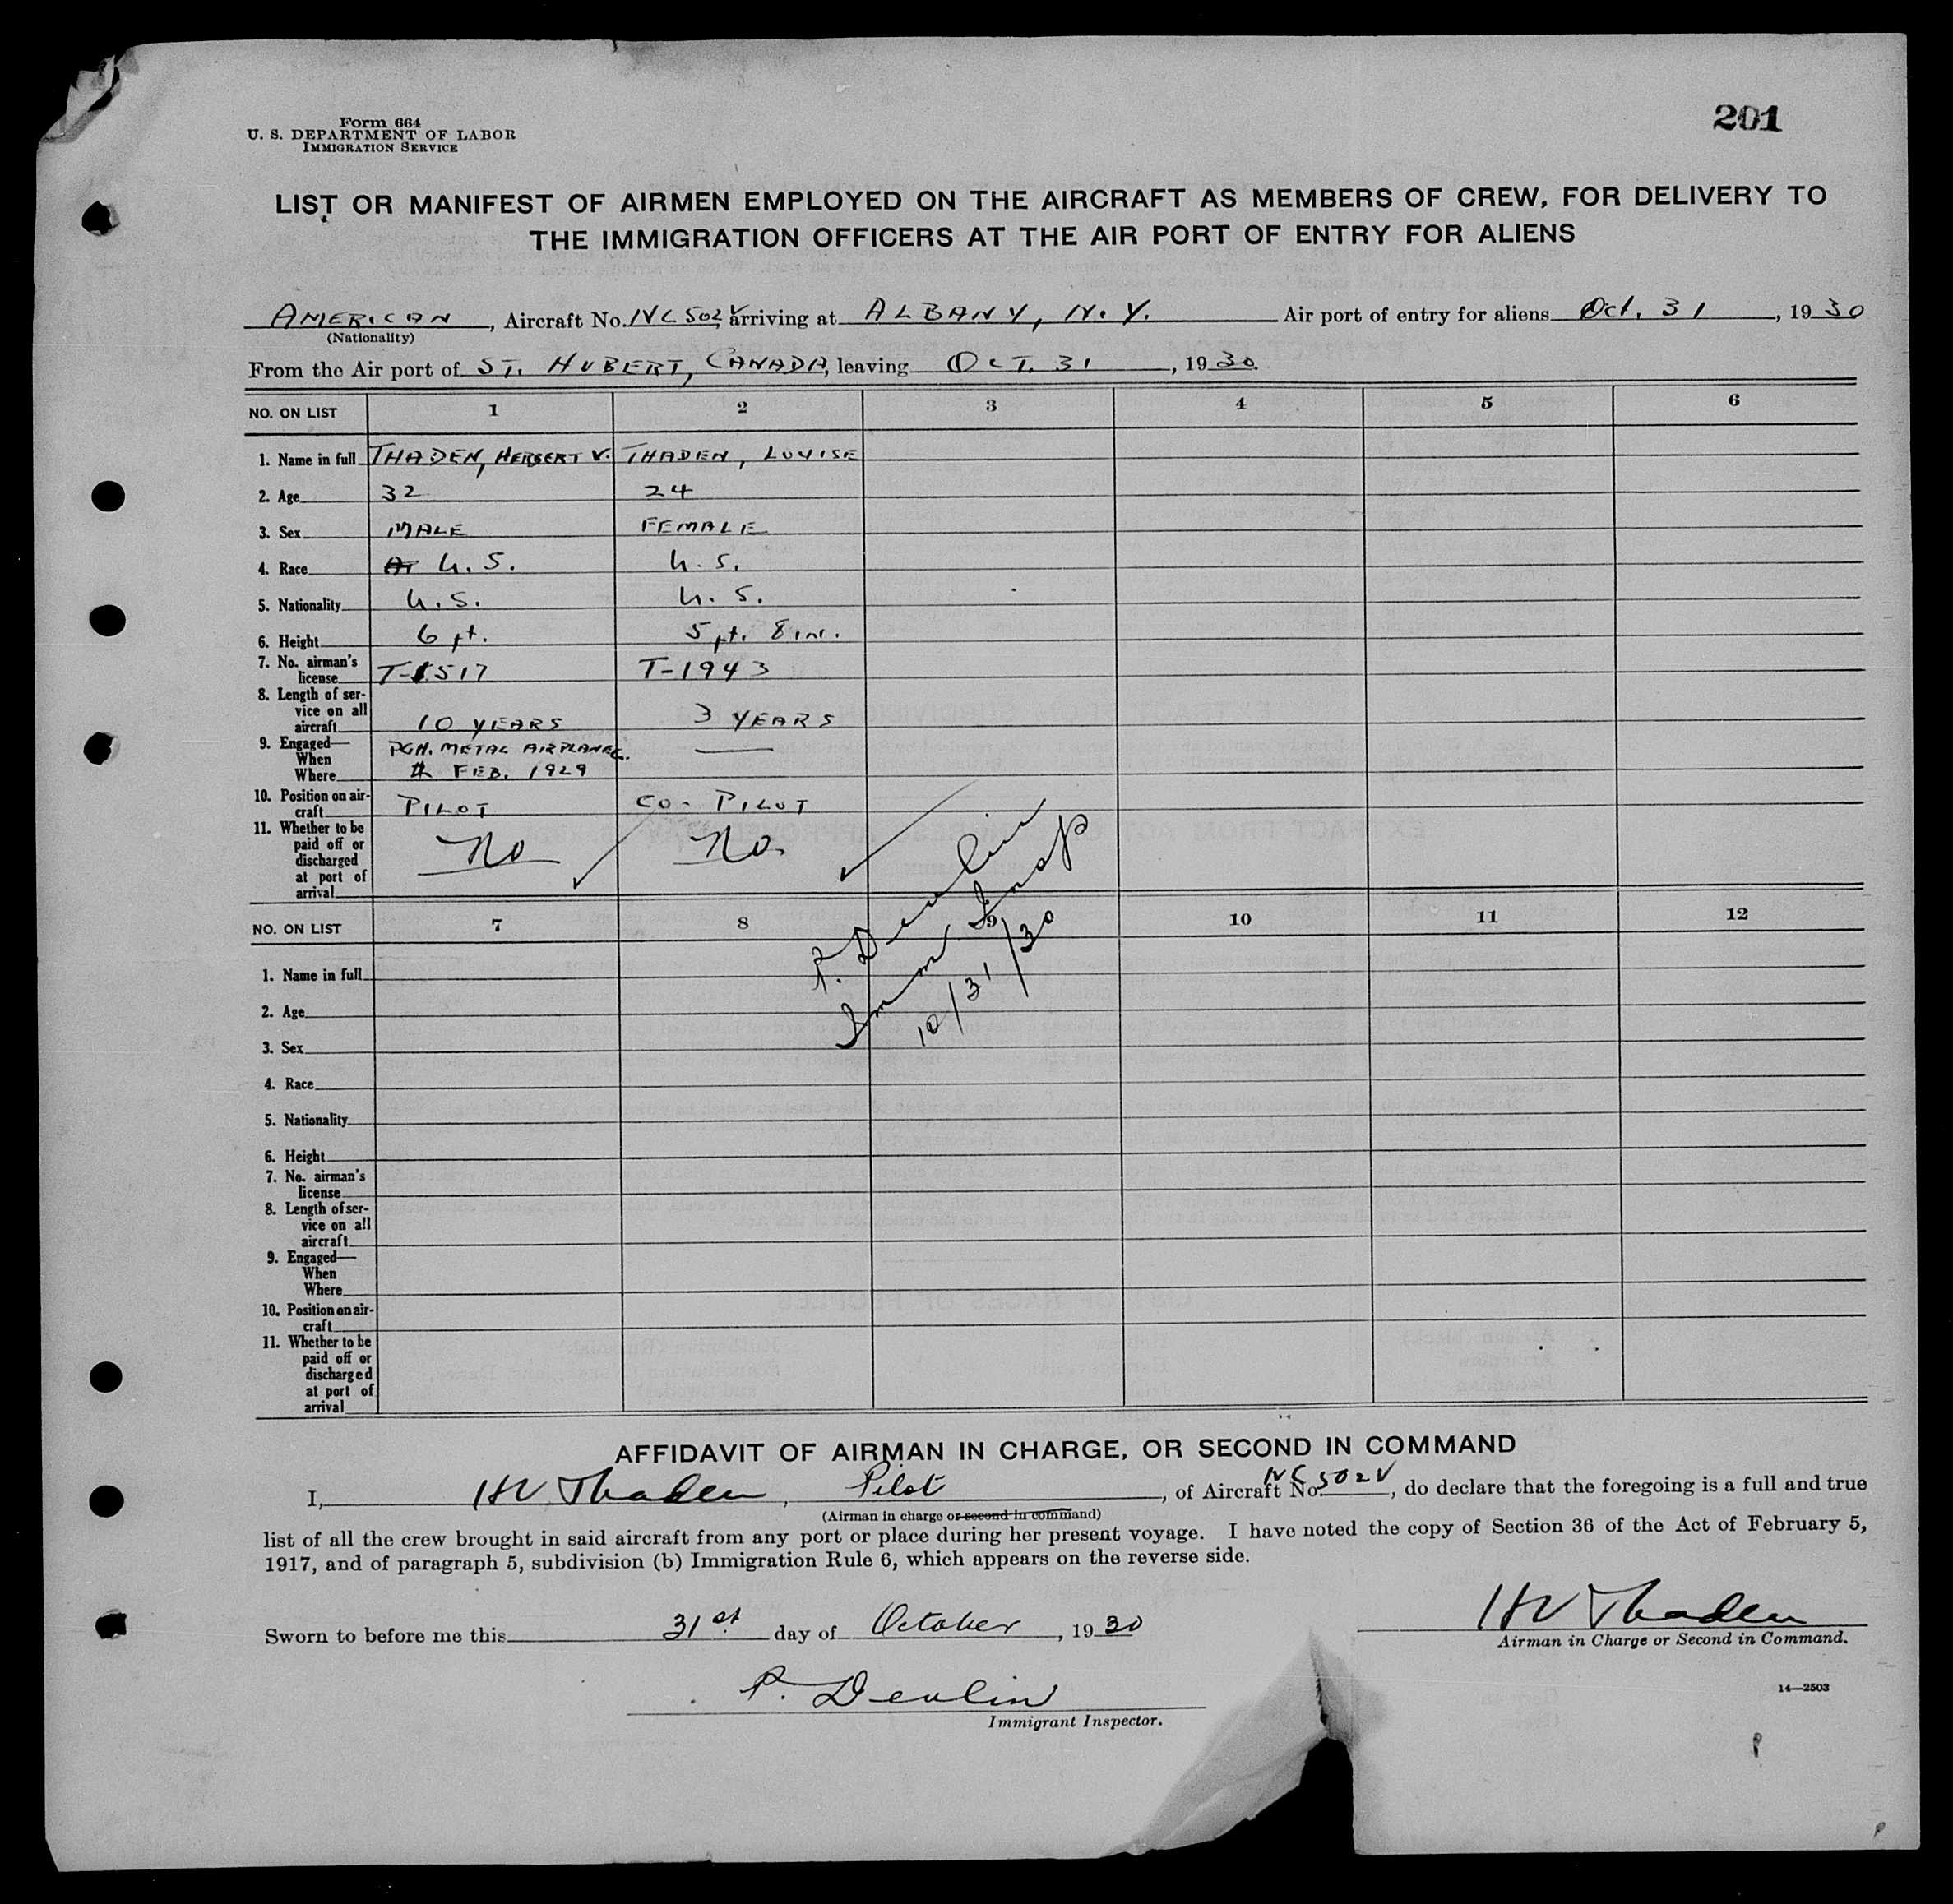 Form 664
U. S. DEPARTMENT OF LABOR
IMMIGRATION SERVICE
201
LIST OR MANIFEST OF AIRMEN EMPLOYED ON THE AIRCRAFT AS MEMBERS OF CREW, FOR DELIVERY TO
THE IMMIGRATION OFFICERS AT THE AIR PORT OF ENTRY FOR ALIENS
AMERICAN, Aircraft No. NC502V arriving at ALBANY, N.Y. Air port of entry for aliens Oct. 31, 1930
(Nationality)
From the Air port of ST. HUBERT, CANADA, leaving OCT. 31, 1930
NO. ON LIST 1 2 3 4 5 6
1. Name in full THADEN, HERBERT V. THADEN, LOUISE
2. Age 32 24
3. Sex MALE FEMALE
4. Race U.S. U.S.
5. Nationality U.S. U.S.
6. Height 6 ft. 5 ft. 8 in.
7. No. airman's
license T-1517 T-1943
8. Length of ser-
vice on all
aircraft 10 YEARS 3 YEARS
9. Engaged— PGH. METAL AIRPLANE
When
Where FEB. 1929
10. Position on air-
craft PILOT CO-PILOT
11. Whether to be
paid off or
discharged
at port of
arrival No No.
P. Devlin
Immn. Insp
10/31/30
NO. ON LIST 7 8 9 10 11 12
1. Name in full
2. Age
3. Sex
4. Race
5. Nationality
6. Height
7. No. airman's
license
8. Length of ser-
vice on all
aircraft
9. Engaged—
When
Where
10. Position on air-
craft
11. Whether to be
paid off or
discharged
at port of
arrival
AFFIDAVIT OF AIRMAN IN CHARGE, OR SECOND IN COMMAND
I, HV Thaden, Pilot, of Aircraft No. NC502V, do declare that the foregoing is a full and true
(Airman in charge or second in command)
list of all the crew brought in said aircraft from any port or place during her present voyage. I have noted the copy of Section 36 of the Act of February 5,
1917, and of paragraph 5, subdivision (b) Immigration Rule 6, which appears on the reverse side.
HV Thaden
Sworn to before me this 31st day of October, 1930
Airman in Charge or Second in Command.
P. Devlin
14—2503
Immigrant Inspector.